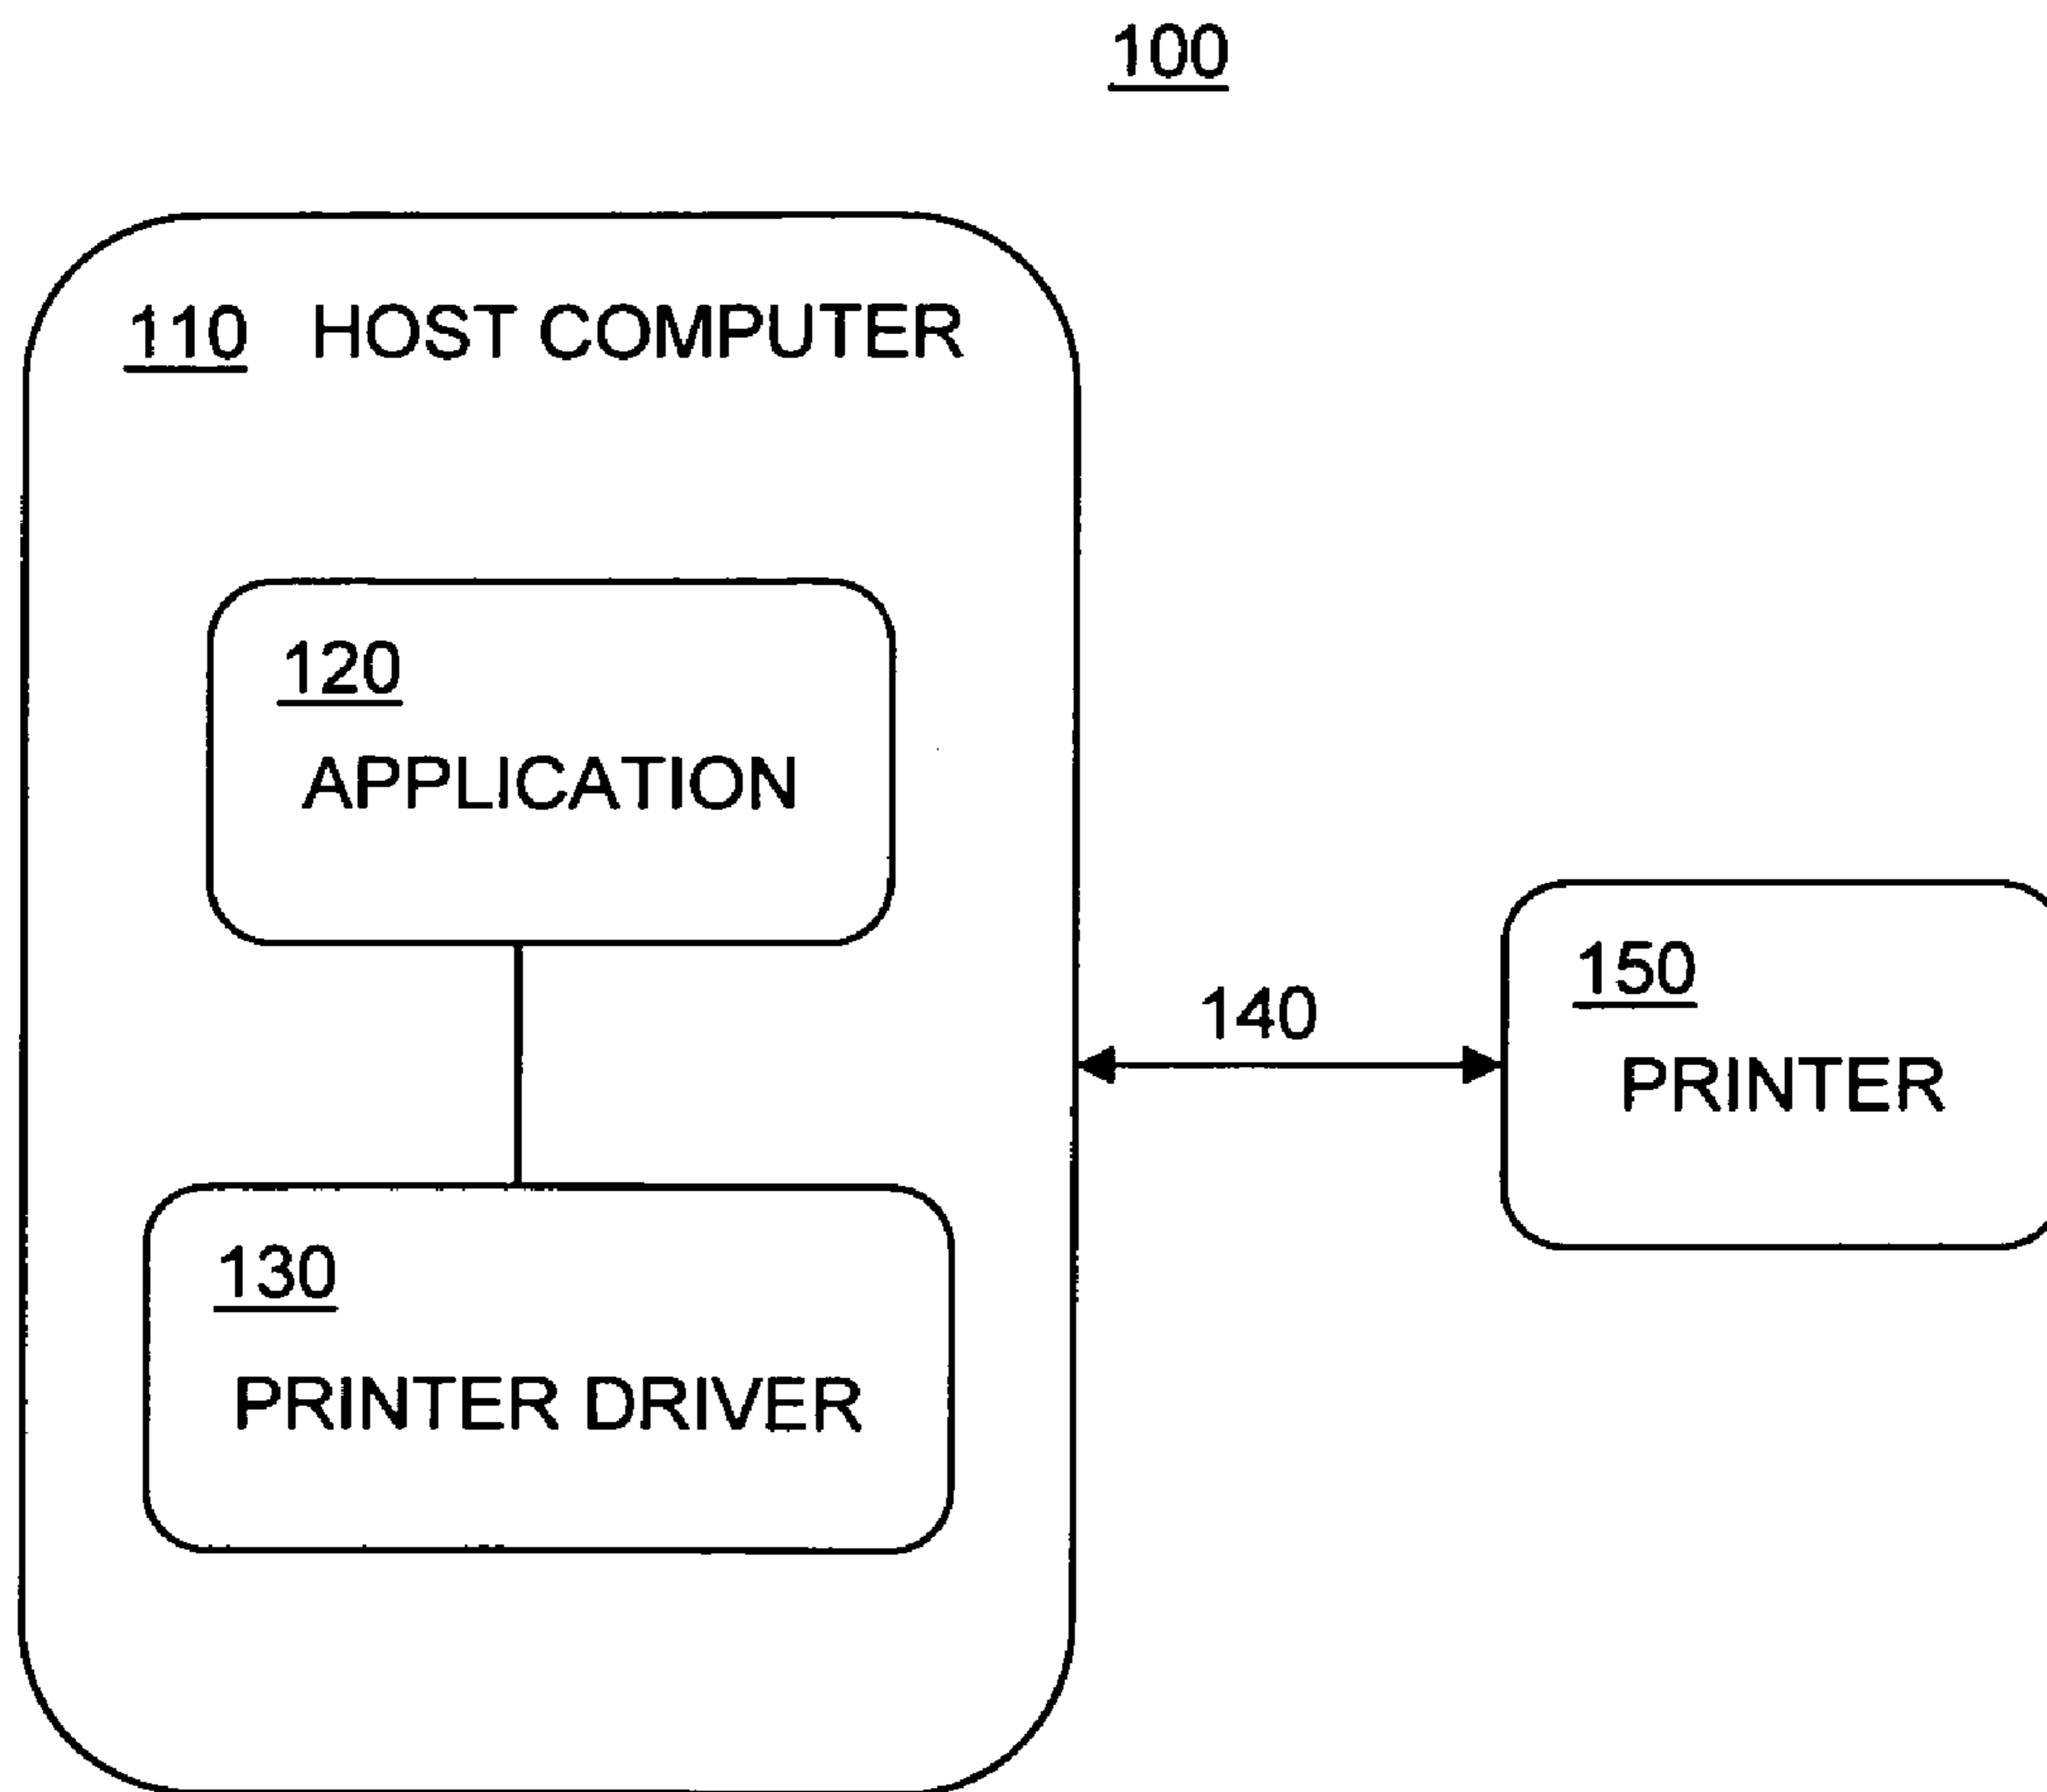 100
110 HOST COMPUTER
120
APPLICATION
140
150
PRINTER
130
PRINTER DRIVER